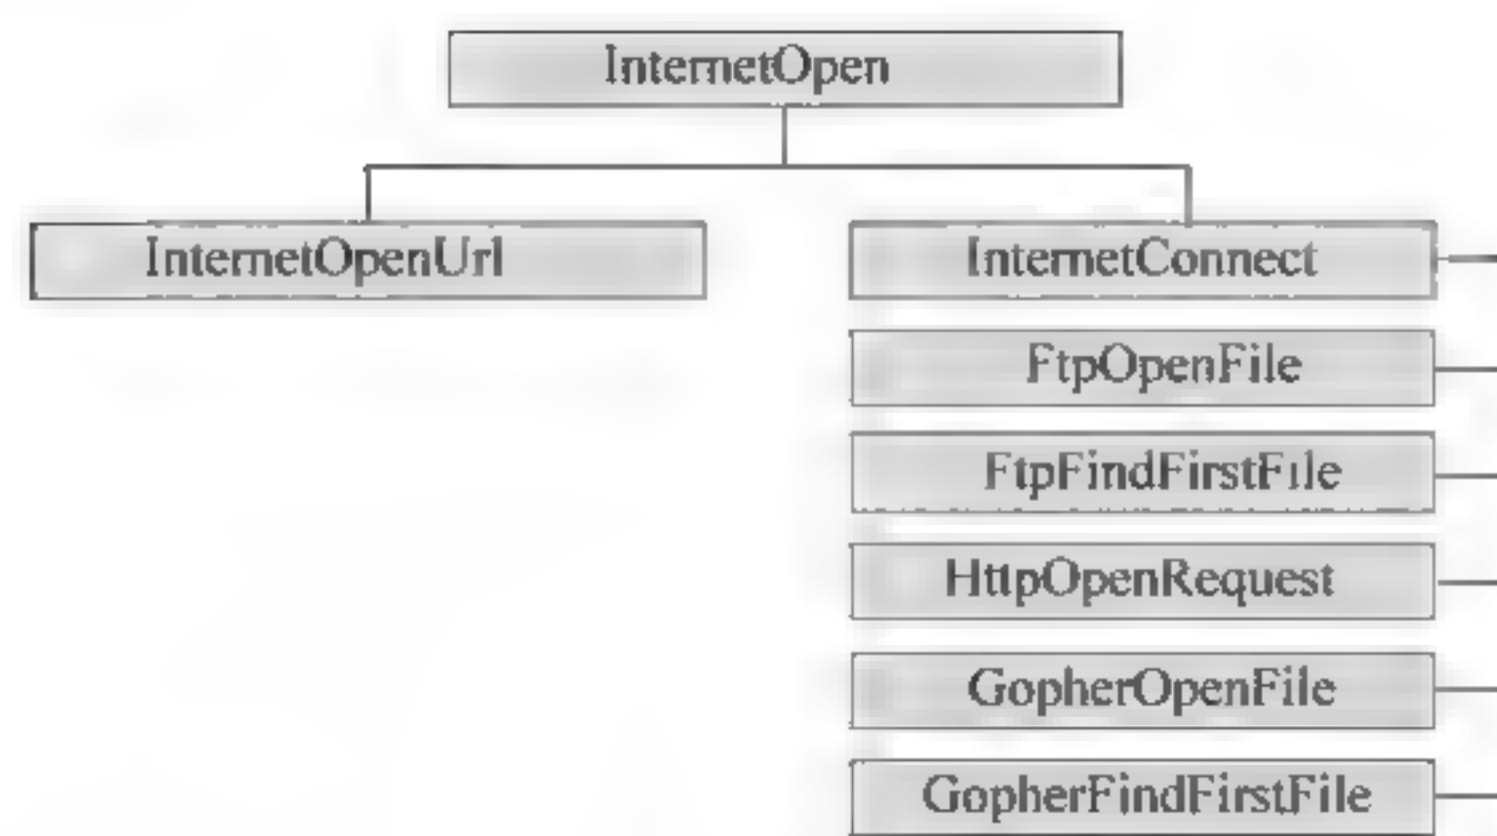 InternetOpen
InternetOpenUrl
InternetConnect
FtpOpenFile
FtpFindFirstFile
HttpOpenRequest
GopherOpenFile
GopherFindFirstFile